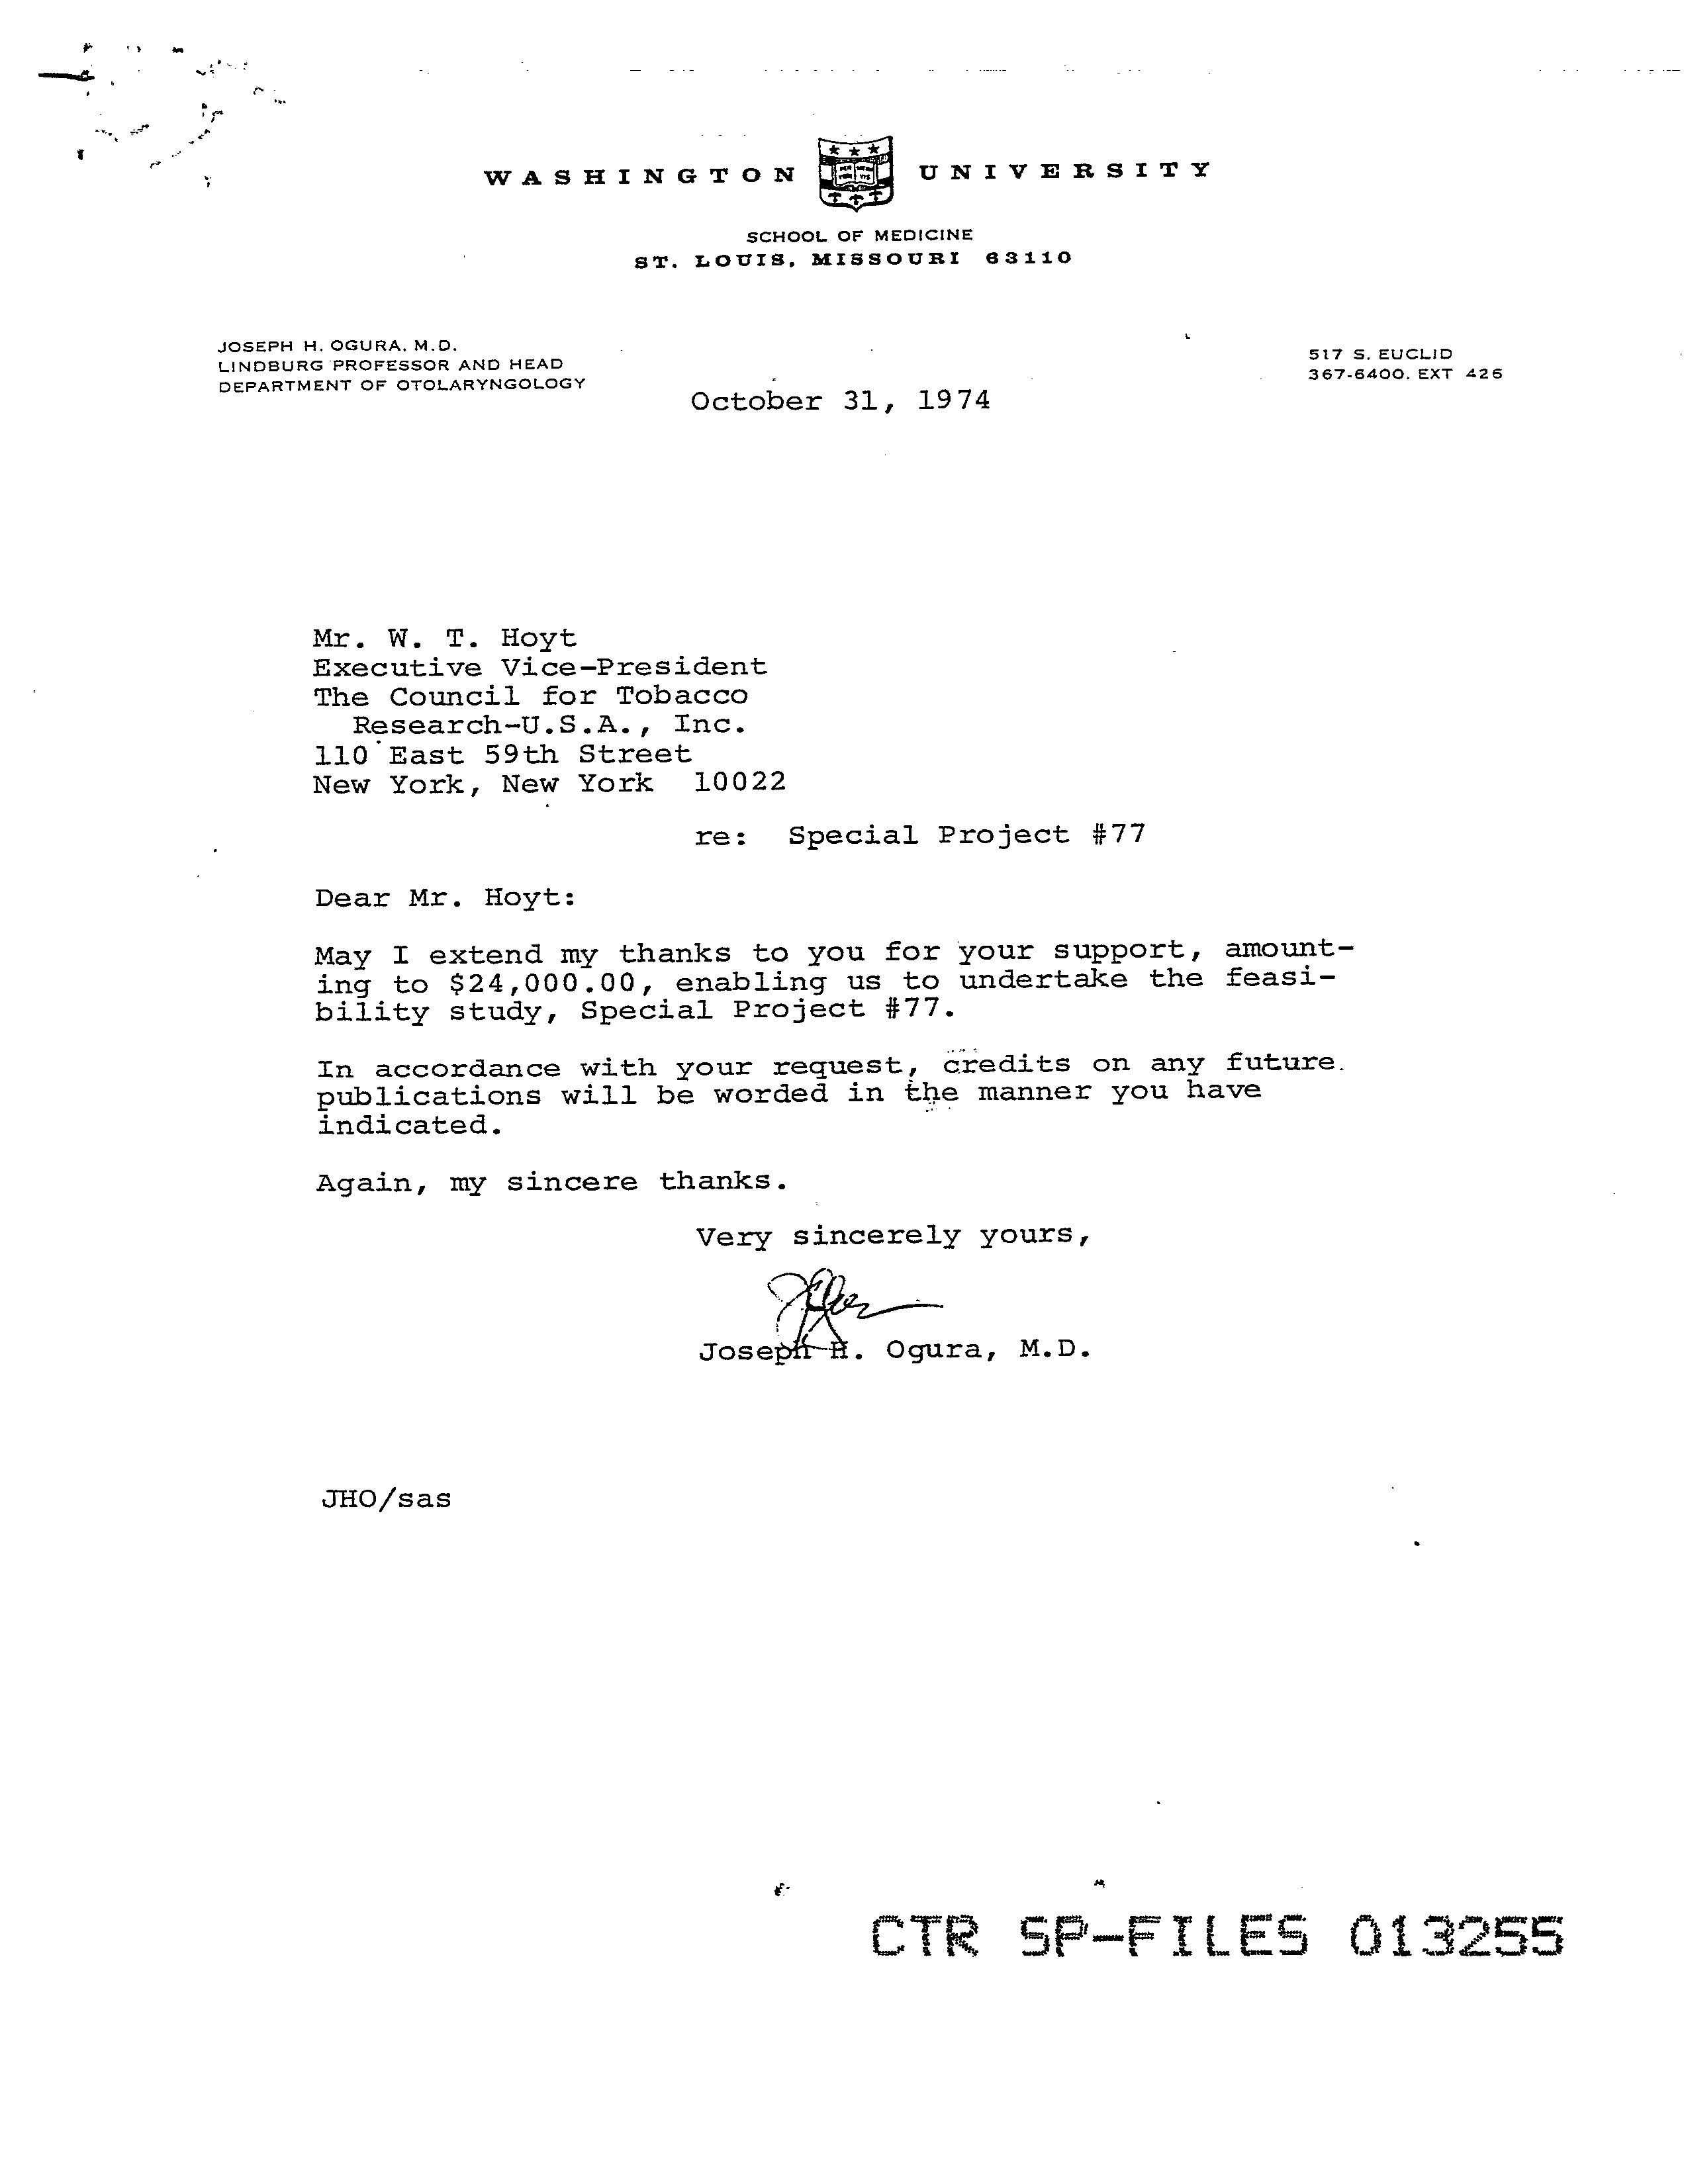 WASHINGTON UNIVERSITY
SCHOOL OF MEDICINE
ST. LOUIS, MISSOURI 63110
JOSEPH H. OGURA, M.D.
LINDBURG PROFESSOR AND HEAD
DEPARTMENT OF OTOLARYNGOLOGY
517 S. EUCLID
367-6400. EXT 426
October 31, 1974
Mr. W. T. Hoyt
Executive Vice-President
The Council for Tobacco
Research-U.S.A., Inc.
110 East 59th Street
New York, New York 10022
re: Special Project #77
Dear Mr. Hoyt:
May I extend my thanks to you for your support, amount-
ing to $24,000.00, enabling us to undertake the feasi-
bility study, Special Project #77.
In accordance with your request, credits on any future
publications will be worded in the manner you have
indicated.
Again, my sincere thanks.
Very sincerely yours,
Joseph H. Ogura, M.D.
JHO/sas
CTR SP-FILES 013255